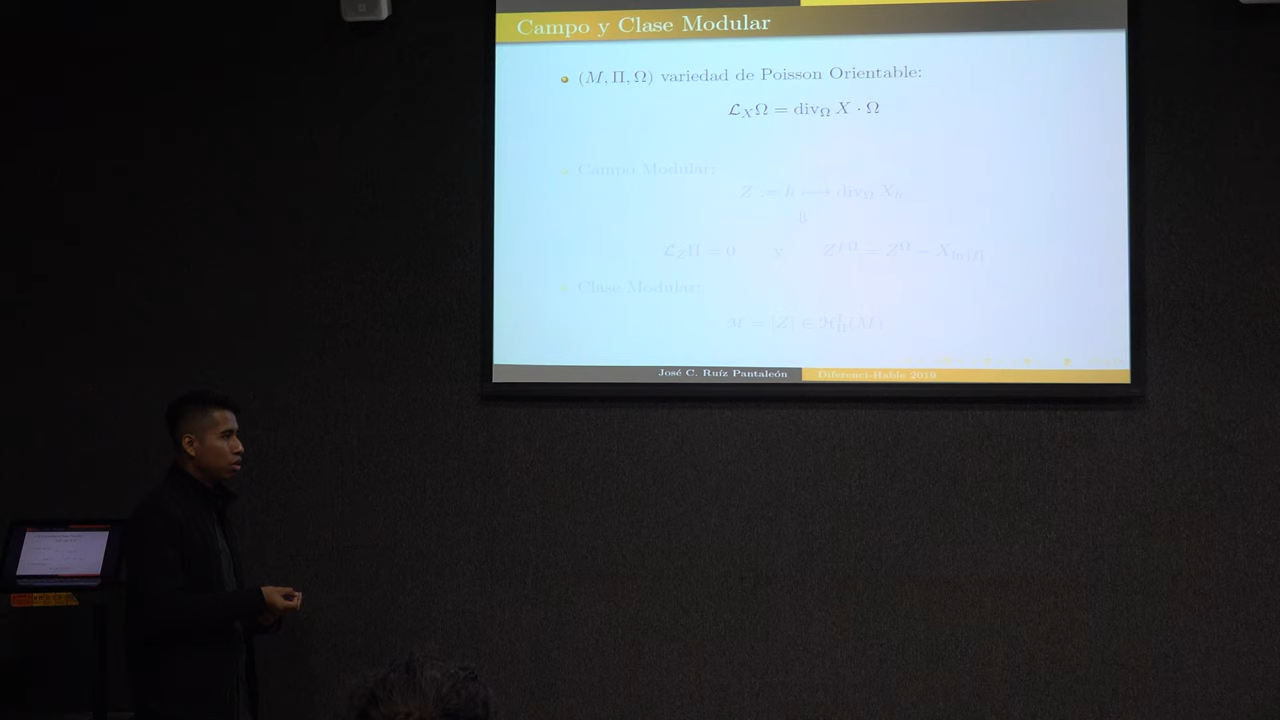 Campo y Clase Modular
(M, Π, Ω) variedad de Poisson Orientable:
ℒ_X Ω = div_Ω X · Ω
Campo Modular:
Z := h ⟼ div_Ω X_h
⇓
ℒ_Z Π = 0 y Z^{fΩ} = Z^Ω − X_{ln|f|}
Clase Modular:
ℳ = [Z] ∈ ℋ^1_Π(M)
José C. Ruíz Pantaleón Diferenci-Hable 2019